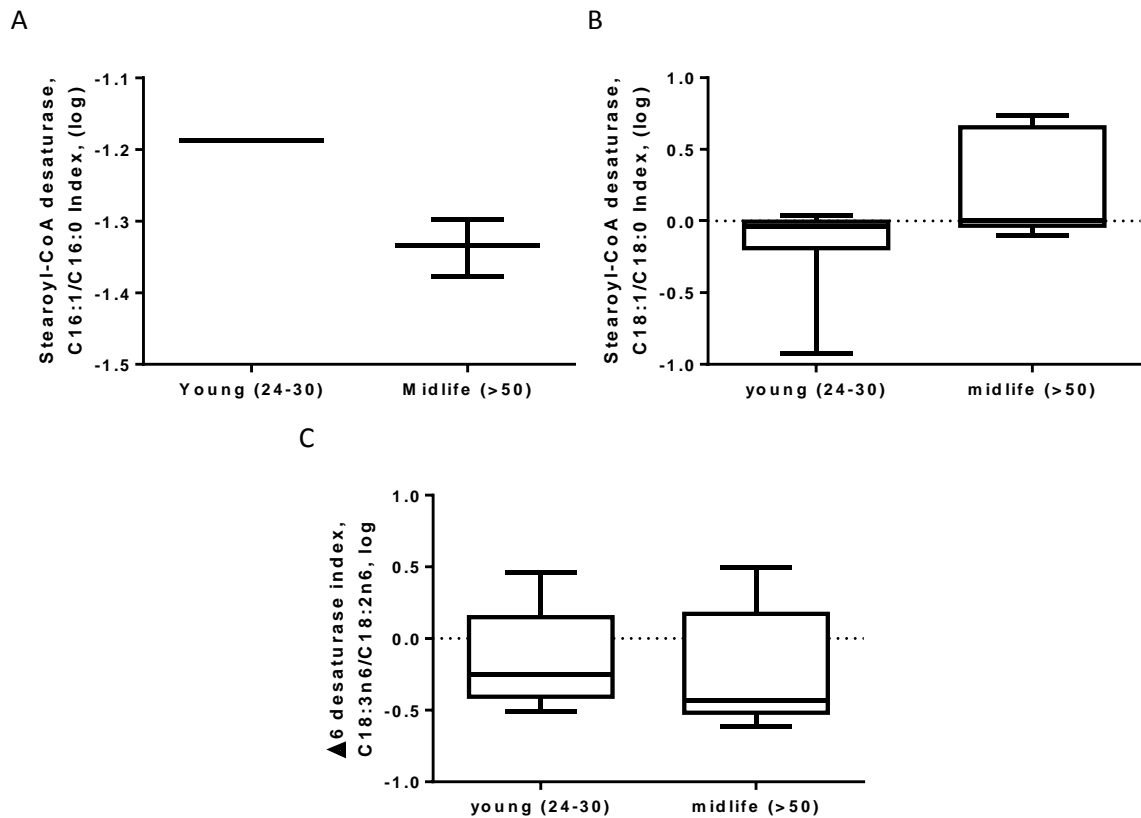 A
Stearoyl-CoA desaturase,
C16:1/C16:0 Index, (log)
-1.1
-1.2
-1.3
-1.4
-1.5
Young (24-30)
Midlife (>50)
B
Stearoyl-CoA desaturase,
C18:1/C18:0 Index, (log)
1.0
0.5
0.0
-0.5
-1.0
young (24-30)
midlife (>50)
C
▲6 desaturase index,
C18:3n6/C18:2n6, log
1.0
0.5
0.0
-0.5
-1.0
young (24-30)
midlife (>50)